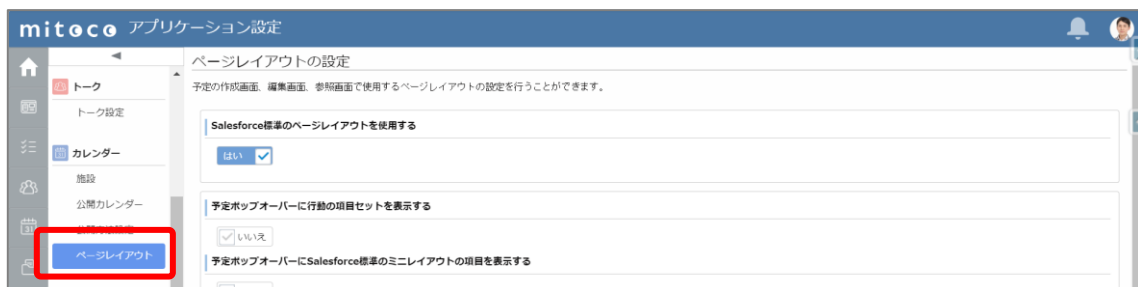 mitoco アプリケーション設定
ページレイアウトの設定
予定の作成画面、編集画面、参照画面で使用するページレイアウトの設定を行うことができます。
トーク
トーク設定
カレンダー
施設
公開カレンダー
ページレイアウト
Salesforce標準のページレイアウトを使用する
はい
予定ポップオーバーに行動の項目セットを表示する
いいえ
予定ポップオーバーにSalesforce標準のミニレイアウトの項目を表示する
31